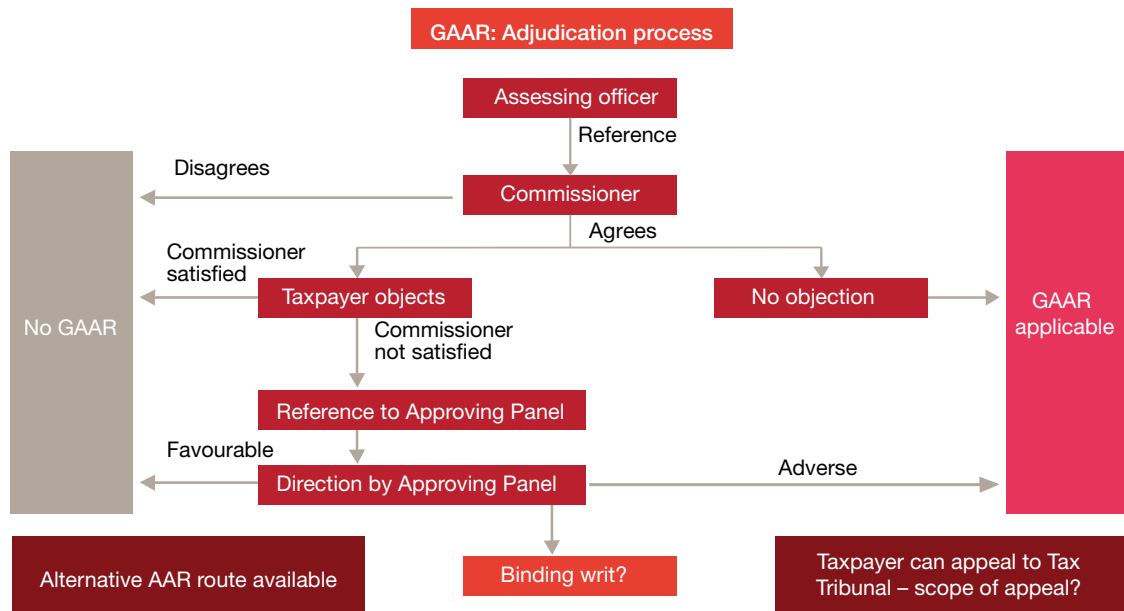 GAAR: Adjudication process
Assessing officer
Reference
Disagrees
Commissioner
Agrees
Commissioner
satisfied
Taxpayer objects
No objection
No GAAR
GAAR
applicable
Commissioner
not satisfied
Reference to Approving Panel
Favourable
Direction by Approving Panel
Adverse
Alternative AAR route available
Binding writ?
Taxpayer can appeal to Tax
Tribunal – scope of appeal?